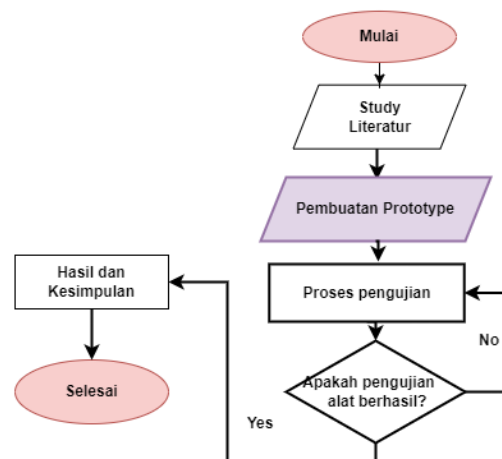 Mulai
Study
Literatur
Pembuatan Prototype
Proses pengujian
Hasil dan
Kesimpulan
No
Apakah pengujian
alat berhasil?
Selesai
Yes